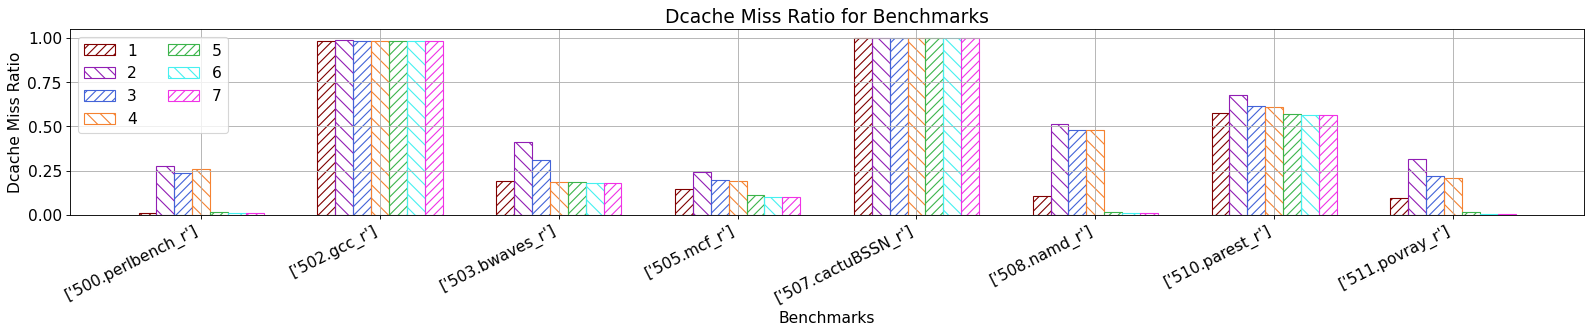 Dcache Miss Ratio for Benchmarks
Dcache Miss Ratio
1.00
0.75
0.50
0.25
0.00
1 5
2 6
3 7
4
['500.perlbench_r']
['502.gcc_r']
['503.bwaves_r']
['505.mcf_r']
['507.cactuBSSN_r']
['508.namd_r']
['510.parest_r']
['511.povray_r']
Benchmarks